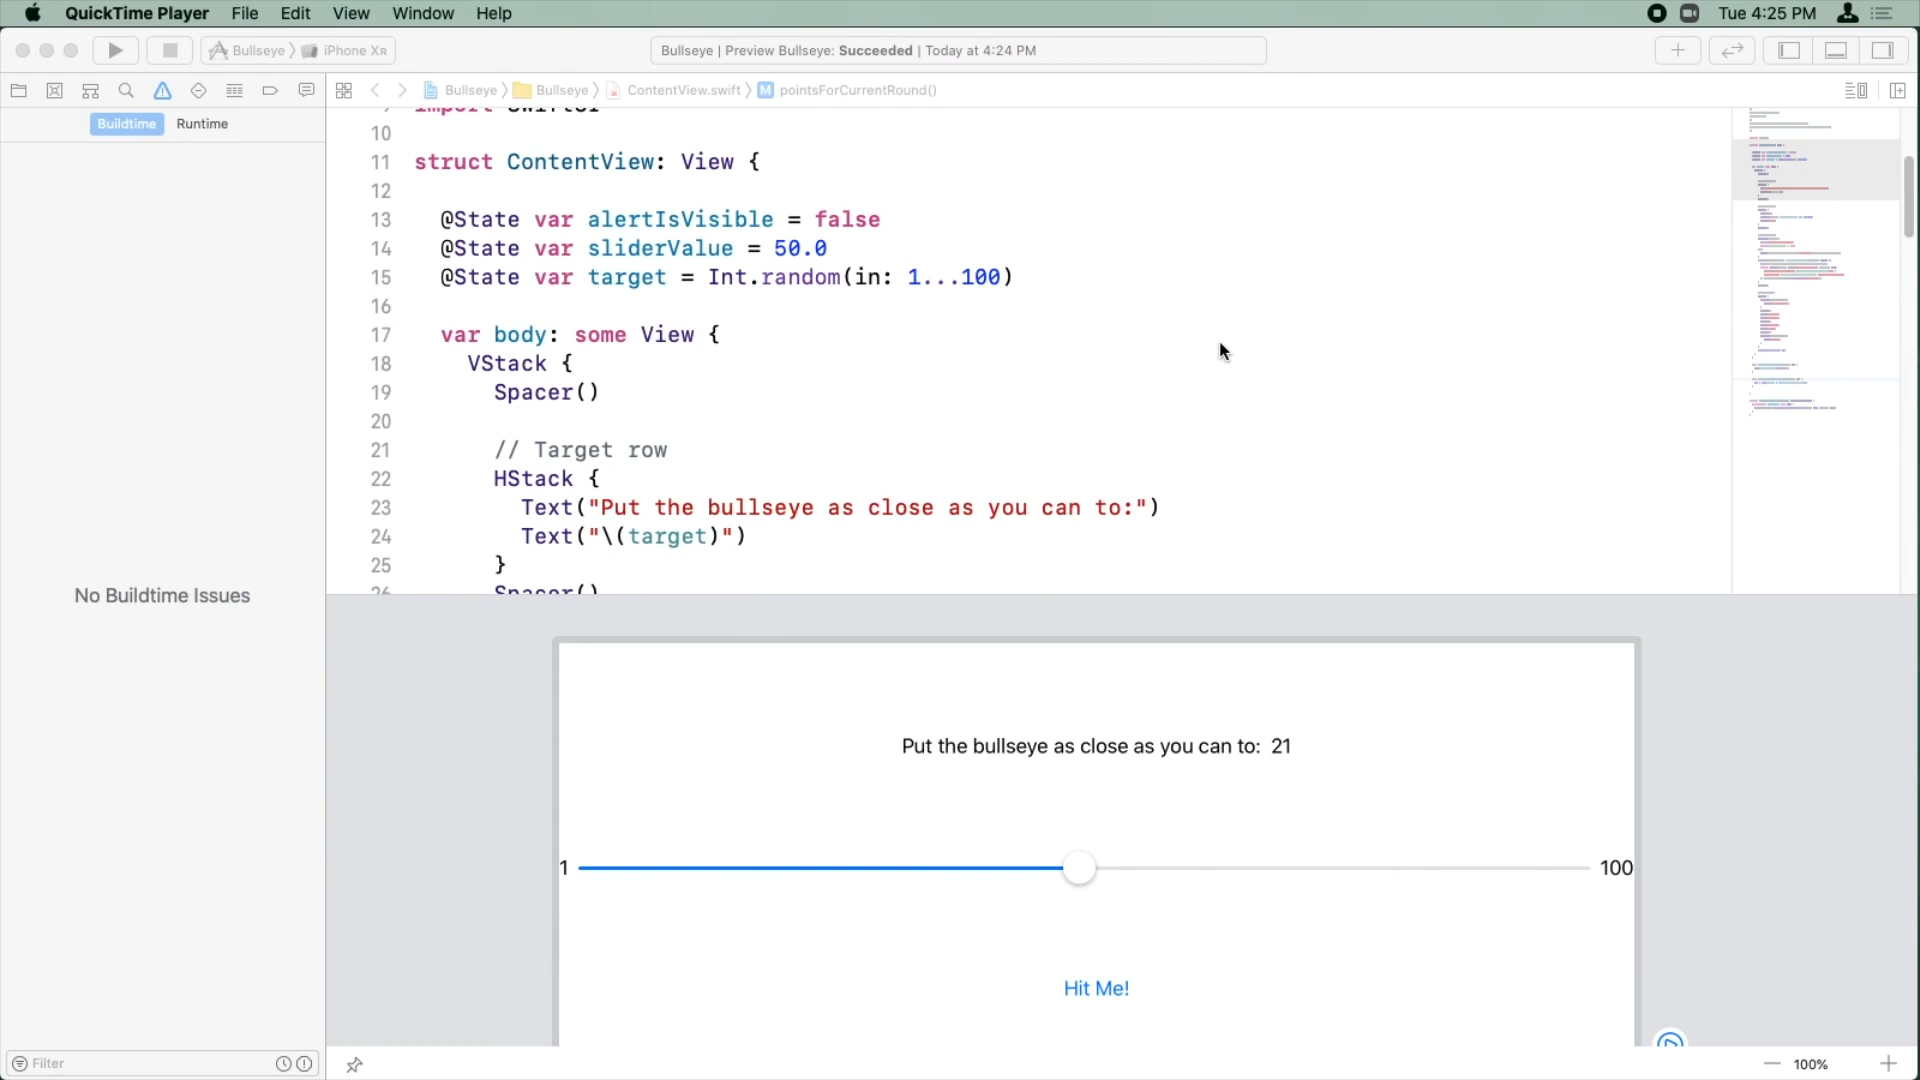 QuickTime Player File Edit View Window Help Tue 4:25 PM
Bullseye iPhone XR Bullseye | Preview Bullseye: Succeeded | Today at 4:24 PM
Bullseye Bullseye ContentView.swift M pointsForCurrentRound()
Buildtime Runtime
10
11 struct ContentView: View {
12
13 @State var alertIsVisible = false
14 @State var sliderValue = 50.0
15 @State var target = Int.random(in: 1...100)
16
17 var body: some View {
18 VStack {
19 Spacer()
20
21 // Target row
22 HStack {
23 Text("Put the bullseye as close as you can to:")
24 Text("\(target)")
25 }
26 Spacer()
No Buildtime Issues
Put the bullseye as close as you can to: 21
1 100
Hit Me!
Filter 100%